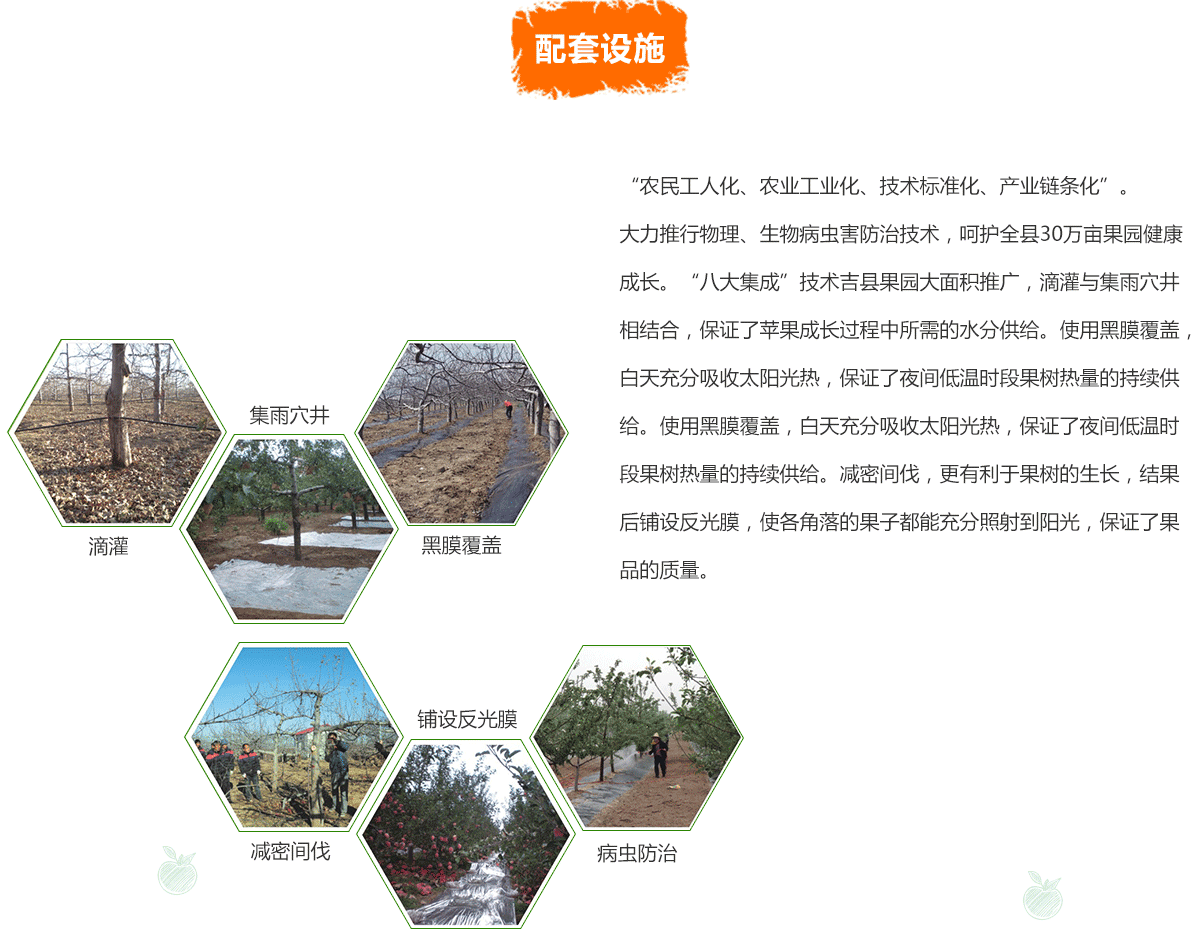 配套设施
“农民工人化、农业工业化、技术标准化、产业链条化”。
大力推行物理、生物病虫害防治技术，呵护全县30万亩果园健康
成长。“八大集成”技术吉县果园大面积推广，滴灌与集雨穴井
相结合，保证了苹果成长过程中所需的水分供给。使用黑膜覆盖，
白天充分吸收太阳光热，保证了夜间低温时段果树热量的持续供
给。使用黑膜覆盖，白天充分吸收太阳光热，保证了夜间低温时
段果树热量的持续供给。减密间伐，更有利于果树的生长，结果
后铺设反光膜，使各角落的果子都能充分照射到阳光，保证了果
品的质量。
集雨穴井
滴灌
黑膜覆盖
铺设反光膜
减密间伐
病虫防治